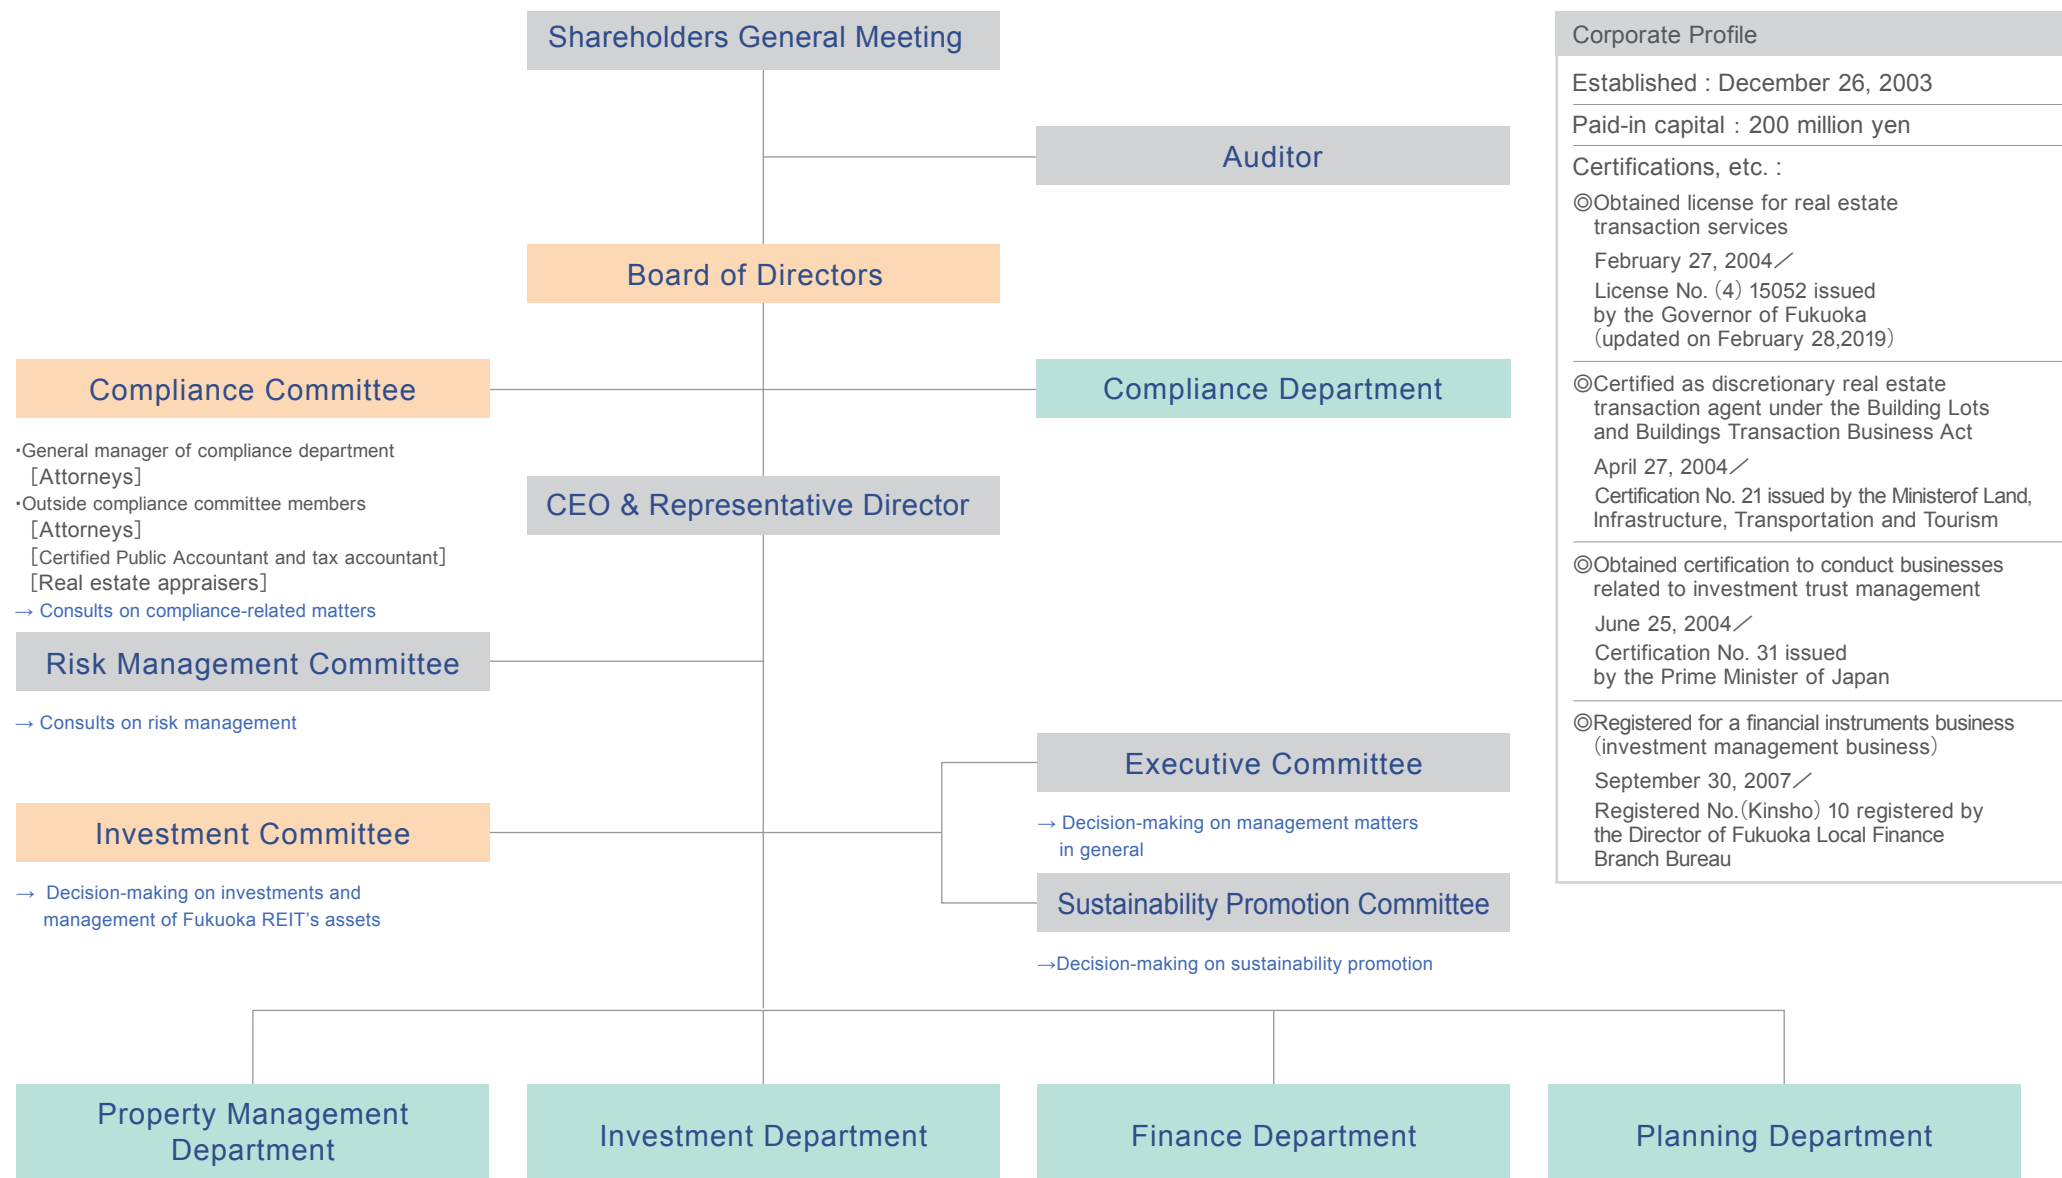 Shareholders General Meeting
Auditor
Board of Directors
Compliance Committee
Compliance Department
・General manager of compliance department
［Attorneys］
・Outside compliance committee members
［Attorneys］
［Certified Public Accountant and tax accountant］
［Real estate appraisers］
→ Consults on compliance-related matters
CEO & Representative Director
Risk Management Committee
→ Consults on risk management
Executive Committee
→ Decision-making on management matters
in general
Investment Committee
→ Decision-making on investments and
management of Fukuoka REIT's assets
Sustainability Promotion Committee
→Decision-making on sustainability promotion
Property Management
Department
Investment Department
Finance Department
Planning Department
Corporate Profile
Established : December 26, 2003
Paid-in capital : 200 million yen
Certifications, etc. :
◎Obtained license for real estate
transaction services
February 27, 2004／
License No.（4）15052 issued
by the Governor of Fukuoka
（updated on February 28,2019）
◎Certified as discretionary real estate
transaction agent under the Building Lots
and Buildings Transaction Business Act
April 27, 2004／
Certification No. 21 issued by the Ministerof Land,
Infrastructure, Transportation and Tourism
◎Obtained certification to conduct businesses
related to investment trust management
June 25, 2004／
Certification No. 31 issued
by the Prime Minister of Japan
◎Registered for a financial instruments business
（investment management business）
September 30, 2007／
Registered No.（Kinsho）10 registered by
the Director of Fukuoka Local Finance
Branch Bureau